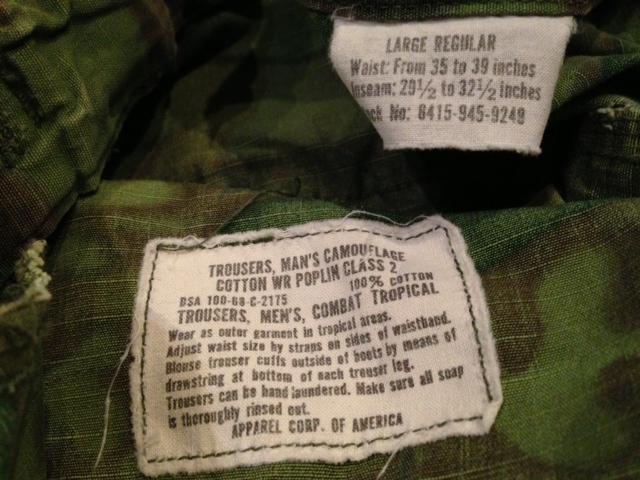 LARGE REGULAR
Waist: From 35 to 39 inches
Inseam: 29½ to 32½ inches
ock No: 8415-945-9249
TROUSERS, MAN'S CAMOUFLAGE
COTTON WR POPLIN CLASS 2
100% COTTON
DSA 100-68-C-2175
TROUSERS, MEN'S, COMBAT TROPICAL
Wear as outer garment in tropical areas.
Adjust waist size by straps on sides of waistband.
Blouse trouser cuffs outside of boots by means of
drawstring at bottom of each trouser leg.
Trousers can be hand laundered. Make sure all soap
is thoroughly rinsed out.
APPAREL CORP. OF AMERICA